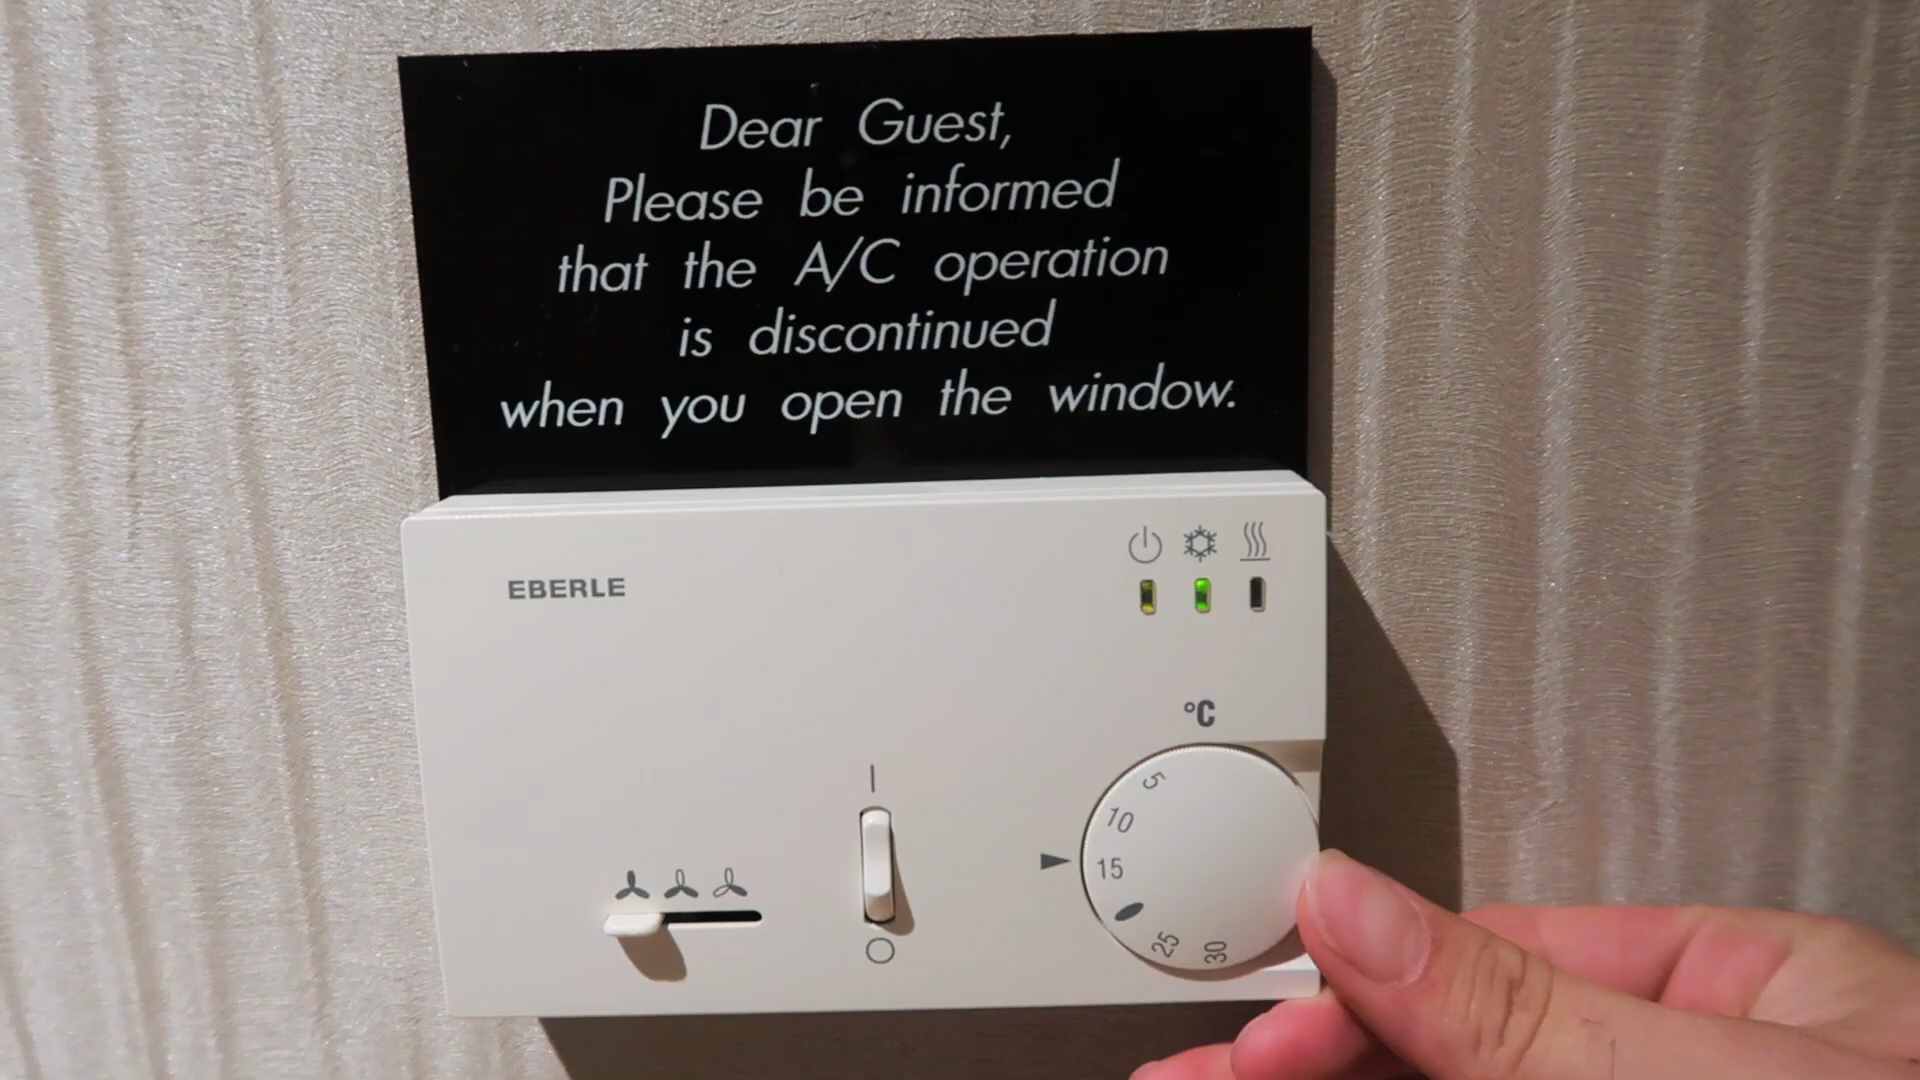 Dear Guest,
Please be informed
that the A/C operation
is discontinued
when you open the window.
EBERLE
°C
5
10
15
25
30